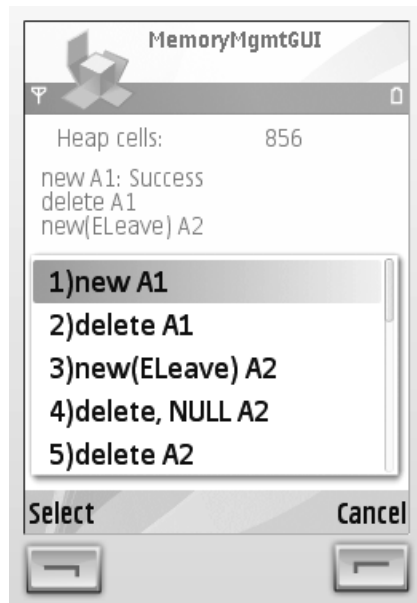 MemoryMgmtGUI
Heap cells: 856
new A1: Success
delete A1
new(ELeave) A2
1)new A1
2)delete A1
3)new(ELeave) A2
4)delete, NULL A2
5)delete A2
Select Cancel